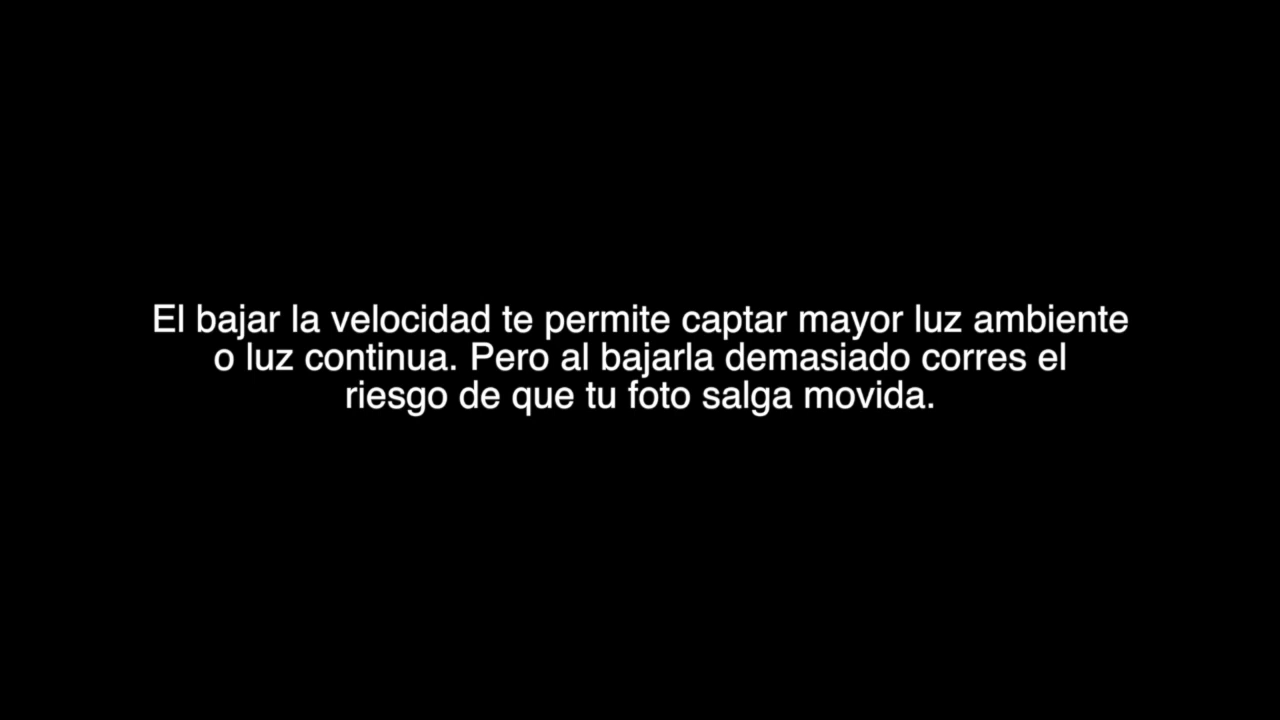 El bajar la velocidad te permite captar mayor luz ambiente
o luz continua. Pero al bajarla demasiado corres el
riesgo de que tu foto salga movida.